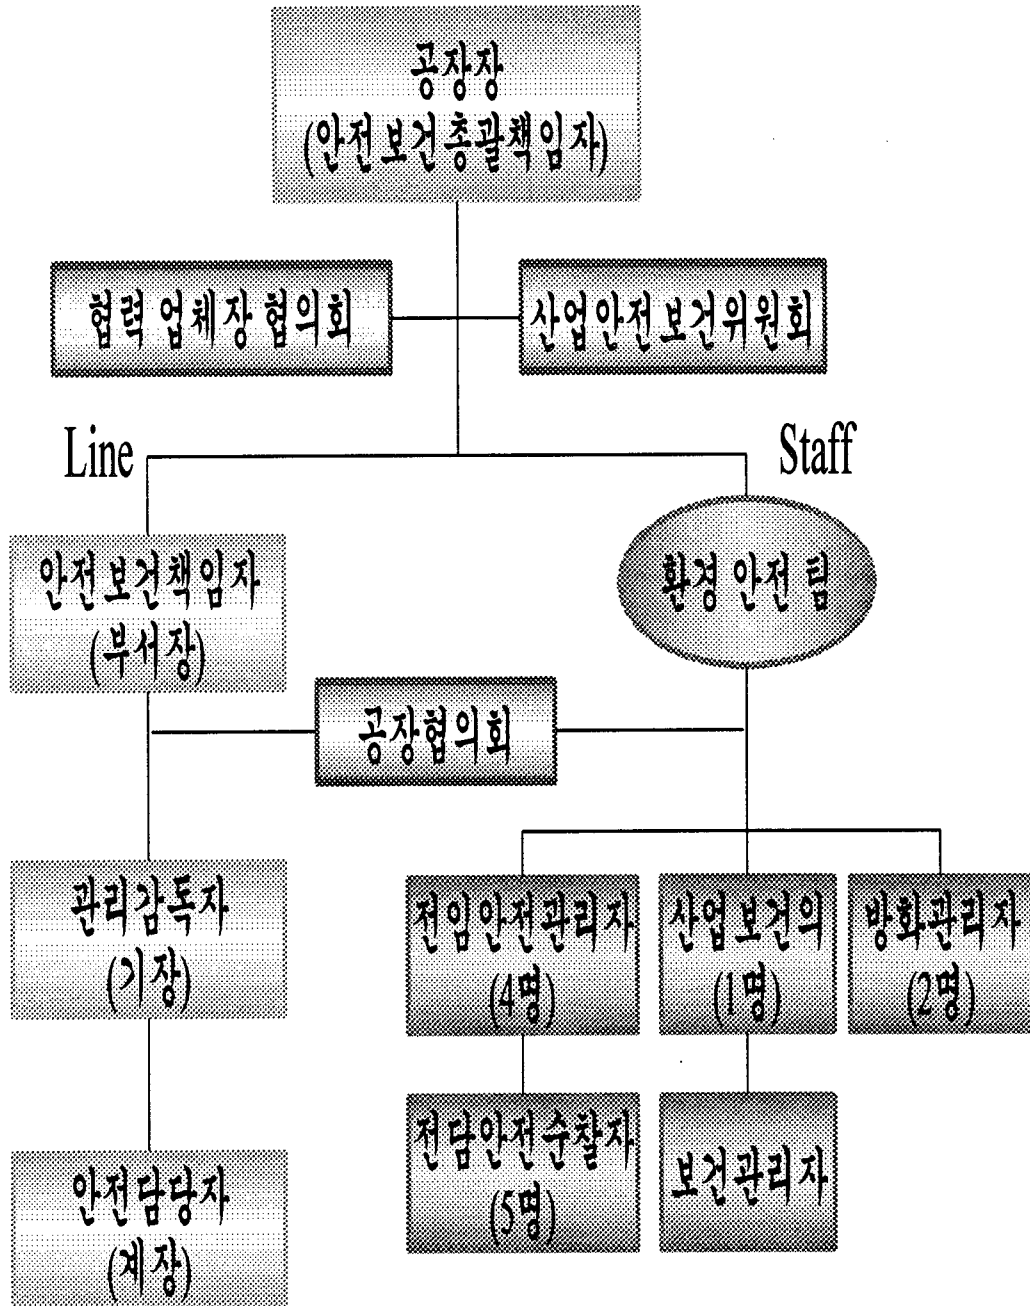 공장장
(안전보건총괄책임자)
협력업체장협의회
산업안전보건위원회
Line
Staff
안전보건책임자
(부서장)
환경안전팀
공장협의회
관리감독자
(기장)
전임안전관리자
(4명)
산업보건의
(1명)
방화관리자
(2명)
안전담당자
(계장)
전담안전순찰자
(5명)
보건관리자